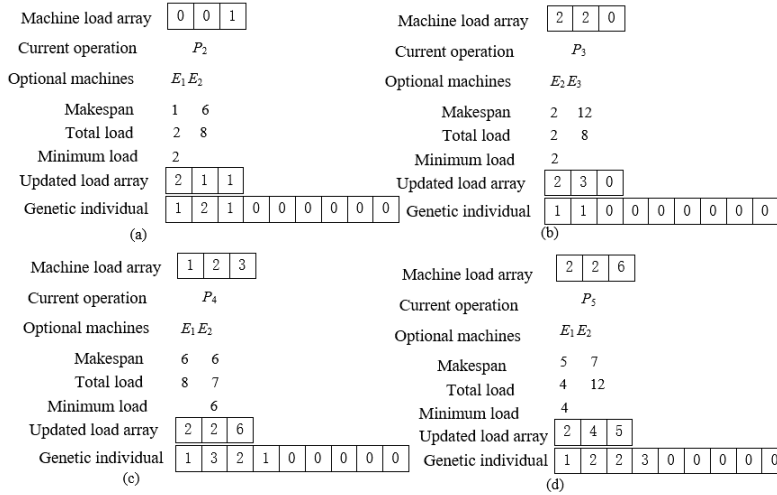 Machine load array 0 0 1
Current operation P2
Optional machines E1 E2
Makespan 1 6
Total load 2 8
Minimum load 2
Updated load array 2 1 1
Genetic individual 1 2 1 0 0 0 0 0 0
(a)
Machine load array 2 2 0
Current operation P3
Optional machines E2 E3
Makespan 2 12
Total load 2 8
Minimum load 2
Updated load array 2 3 0
Genetic individual 1 1 0 0 0 0 0 0 0
(b)
Machine load array 1 2 3
Current operation P4
Optional machines E1 E2
Makespan 6 6
Total load 8 7
Minimum load 6
Updated load array 2 2 6
Genetic individual 1 3 2 1 0 0 0 0 0
(c)
Machine load array 2 2 6
Current operation P5
Optional machines E1 E2
Makespan 5 7
Total load 4 12
Minimum load 4
Updated load array 2 4 5
Genetic individual 1 2 2 3 0 0 0 0 0
(d)